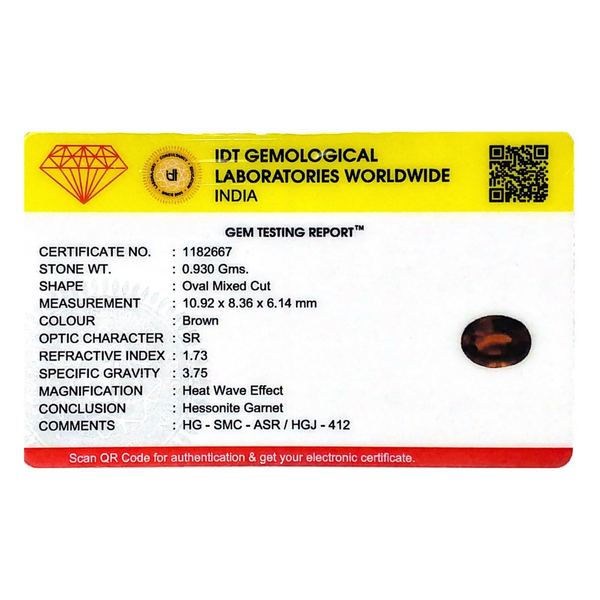 IDT GEMOLOGICAL
LABORATORIES WORLDWIDE
INDIA
GEM TESTING REPORT™
CERTIFICATE NO. : 1182667
STONE WT. : 0.930 Gms.
SHAPE : Oval Mixed Cut
MEASUREMENT : 10.92 x 8.36 x 6.14 mm
COLOUR : Brown
OPTIC CHARACTER : SR
REFRACTIVE INDEX : 1.73
SPECIFIC GRAVITY : 3.75
MAGNIFICATION : Heat Wave Effect
CONCLUSION : Hessonite Garnet
COMMENTS : HG - SMC - ASR / HGJ - 412
Scan QR Code for authentication & get your electronic certificate.